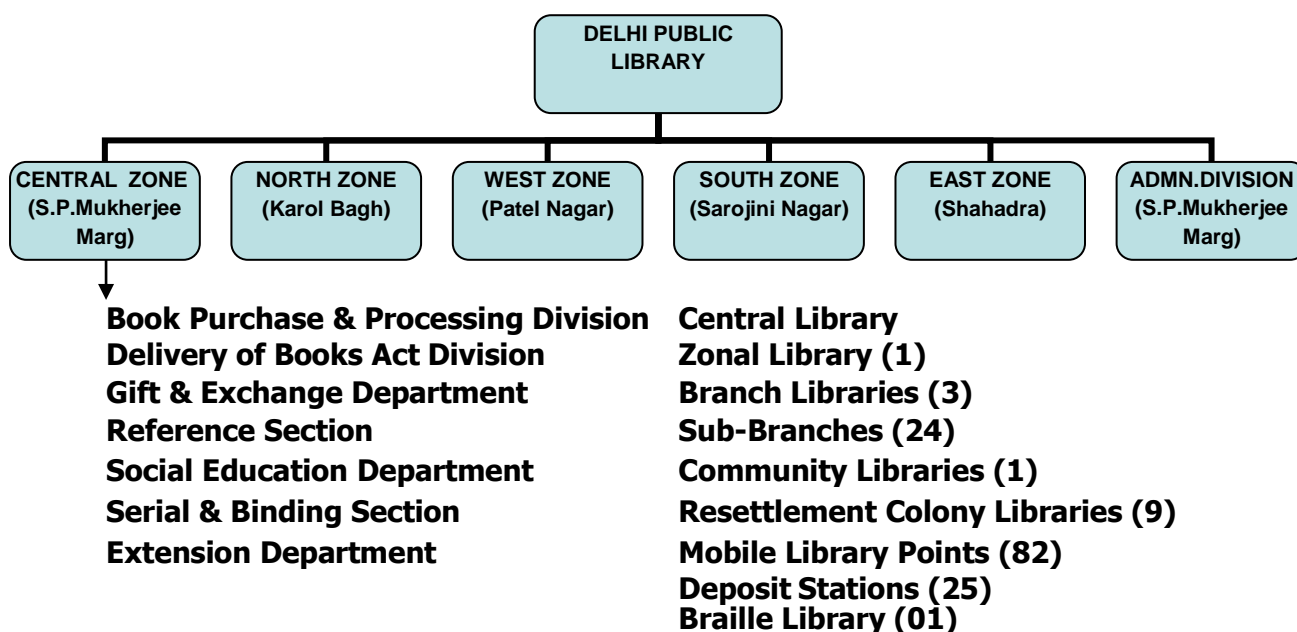 DELHI PUBLIC
LIBRARY
CENTRAL ZONE
(S.P.Mukherjee
Marg)
NORTH ZONE
(Karol Bagh)
WEST ZONE
(Patel Nagar)
SOUTH ZONE
(Sarojini Nagar)
EAST ZONE
(Shahadra)
ADMN.DIVISION
(S.P.Mukherjee
Marg)
Book Purchase & Processing Division
Delivery of Books Act Division
Gift & Exchange Department
Reference Section
Social Education Department
Serial & Binding Section
Extension Department
Central Library
Zonal Library (1)
Branch Libraries (3)
Sub-Branches (24)
Community Libraries (1)
Resettlement Colony Libraries (9)
Mobile Library Points (82)
Deposit Stations (25)
Braille Library (01)